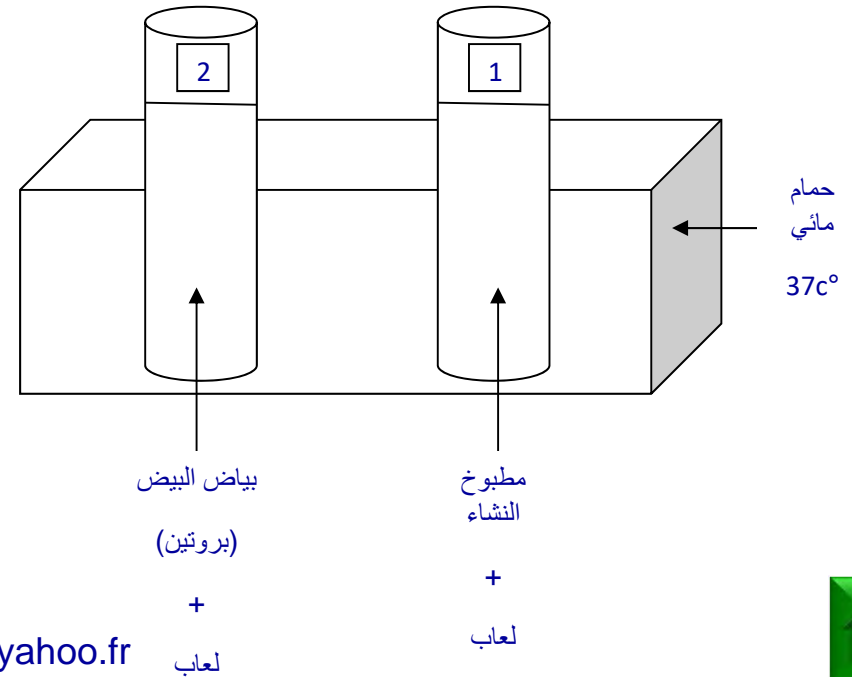 1
2
حمام
مائي
37c°
مطبوخ
النشاء
+
لعاب
بياض البيض
(بروتين)
+
لعاب
yahoo.fr